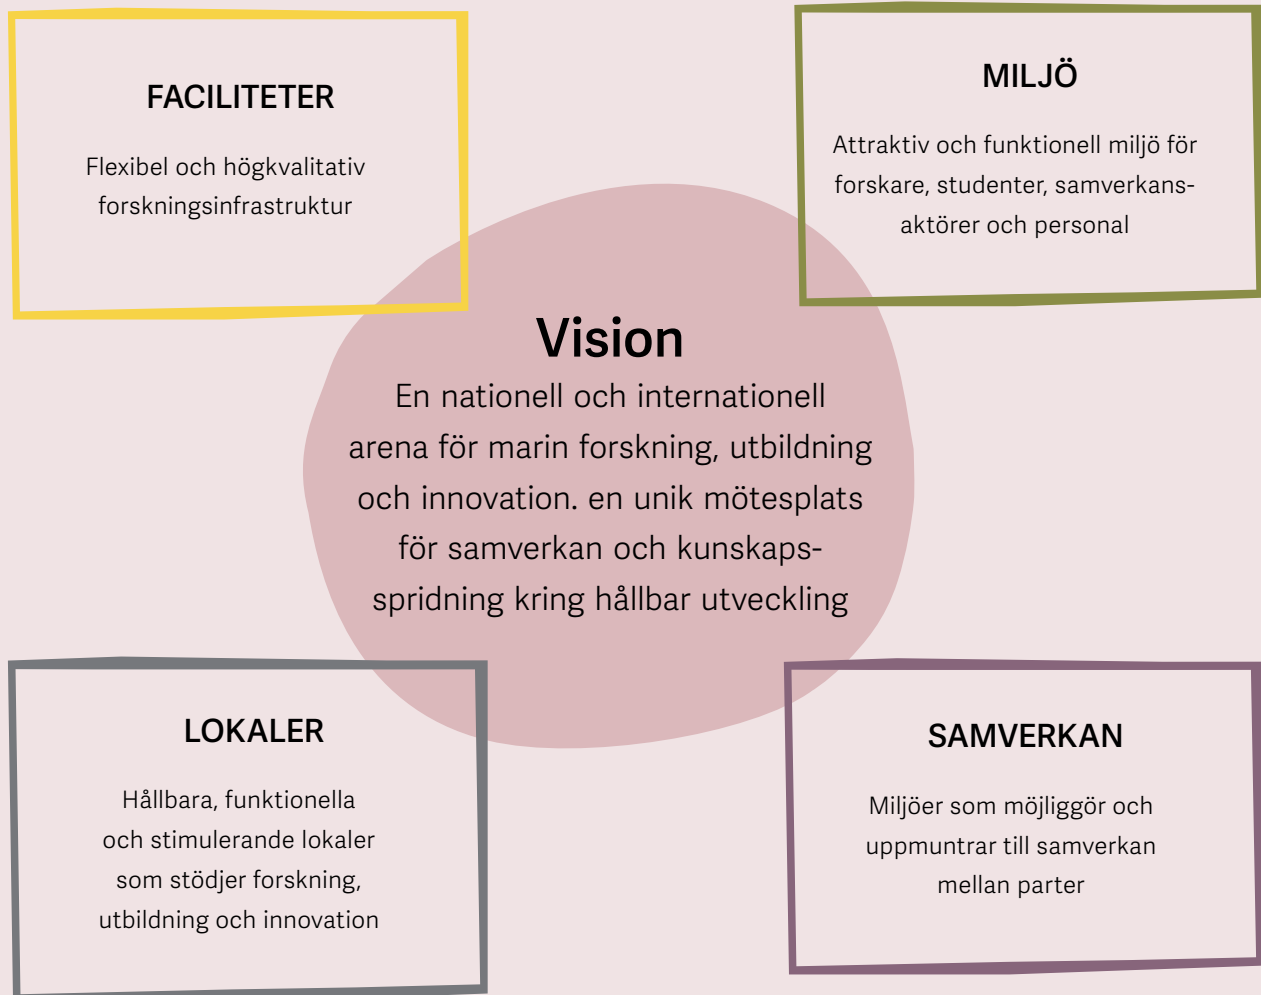 FACILITETER
Flexibel och högkvalitativ
forskningsinfrastruktur
MILJÖ
Attraktiv och funktionell miljö för
forskare, studenter, samverkans-
aktörer och personal
Vision
En nationell och internationell
arena för marin forskning, utbildning
och innovation. en unik mötesplats
för samverkan och kunskaps-
spridning kring hållbar utveckling
LOKALER
Hållbara, funktionella
och stimulerande lokaler
som stödjer forskning,
utbildning och innovation
SAMVERKAN
Miljöer som möjliggör och
uppmuntrar till samverkan
mellan parter